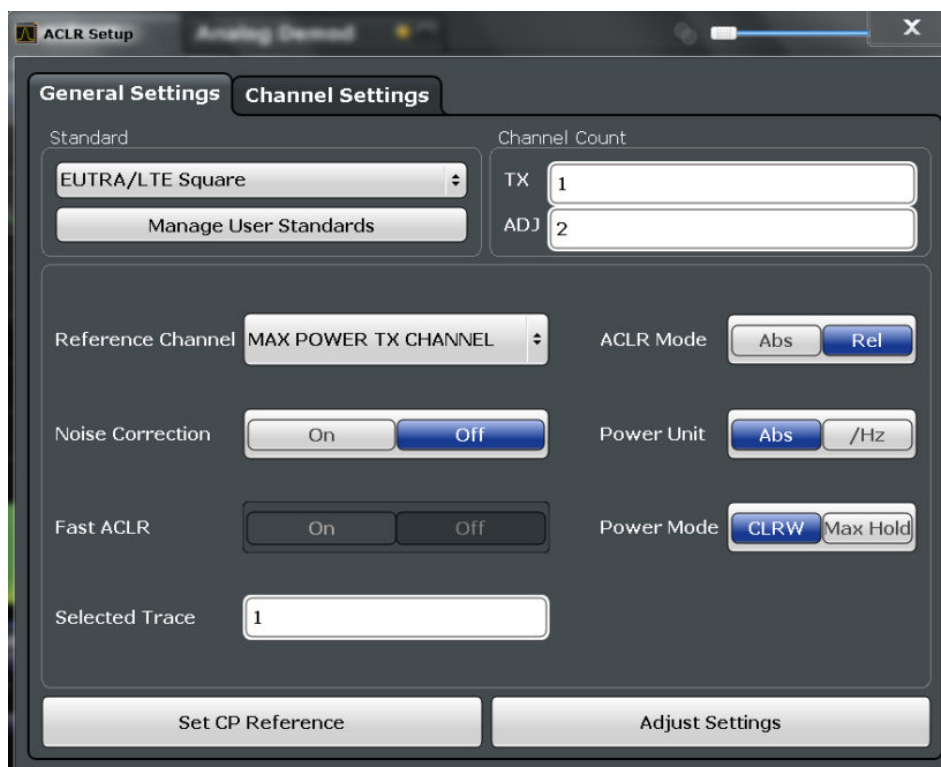 ACLR Setup
Analog Demod
General Settings
Channel Settings
Standard
EUTRA/LTE Square
Manage User Standards
Channel Count
TX 1
ADJ 2
Reference Channel MAX POWER TX CHANNEL
ACLR Mode Abs Rel
Noise Correction On Off
Power Unit Abs /Hz
Fast ACLR On Off
Power Mode CLRW Max Hold
Selected Trace 1
Set CP Reference
Adjust Settings